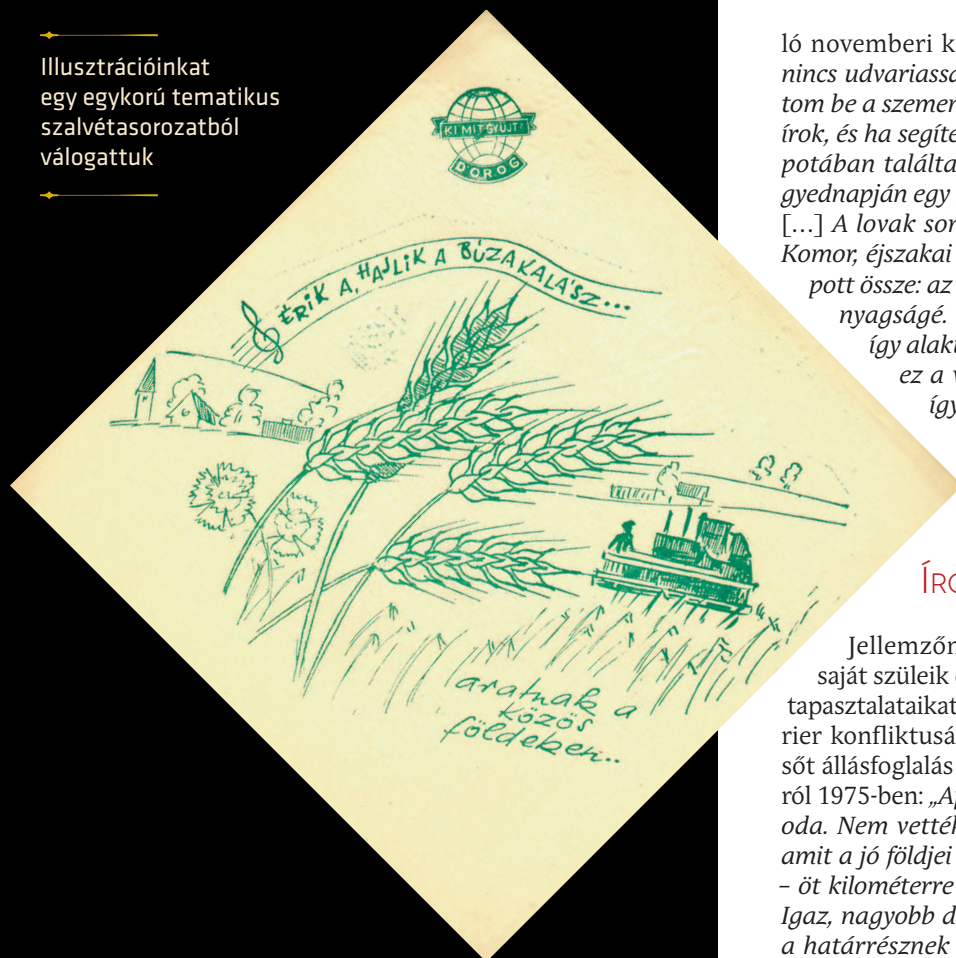 Illusztrációinkat
egy egykorú tematikus
szalvétasorozatból
válogattuk
KI MIT GYŰJT?
DOROG
ÉRIK A, HAJLIK A BÚZAKALÁSZ...
aratnak a
közös
földeken..
ló novemberi k
nincs udvariassá
tom be a szemer
írok, és ha segíte
potában találta
gyednapján egy
[…] A lovak sor
Komor, éjszakai
pott össze: az
nyagságé.
így alaku
ez a v
így
ÍRO
Jellemzőn
saját szüleik
tapasztalataikat
rier konfliktusá
sőt állásfoglalás
ról 1975-ben: „Ap
oda. Nem vették
amit a jó földjei
– öt kilométerre
Igaz, nagyobb d
a határrésznek